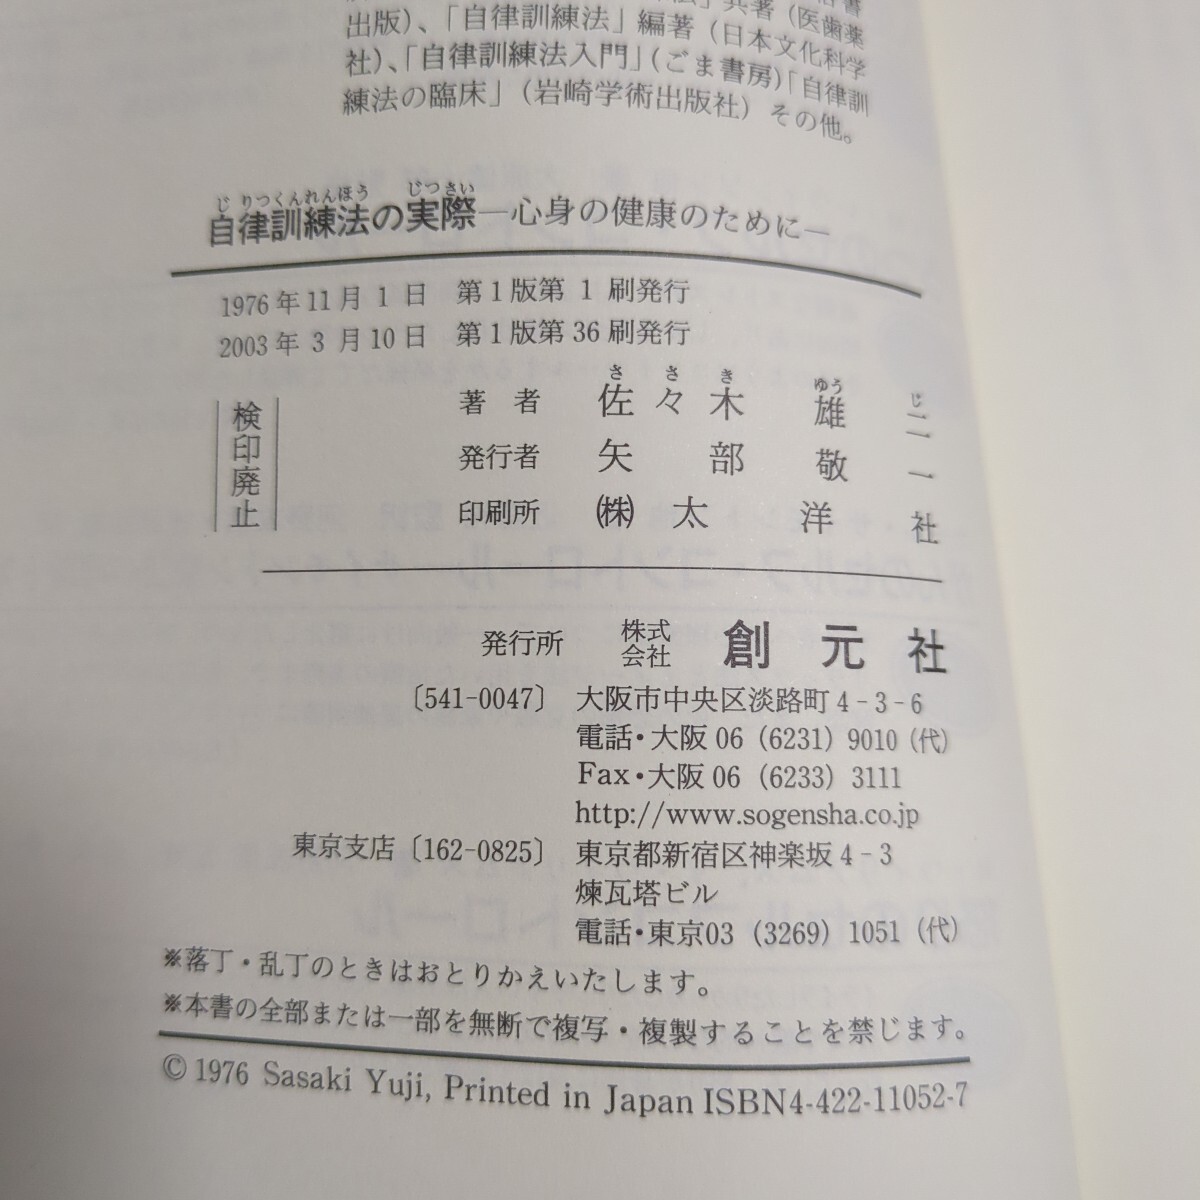 法」共著（医歯薬
出版）、「自律訓練法」編著（日本文化科学
社）、「自律訓練法入門」（ごま書房）「自律訓
練法の臨床」（岩崎学術出版社）その他。
じりつくんれんほう じつさい
自律訓練法の実際―心身の健康のために―
1976年11月1日 第1版第1刷発行
2003年3月10日 第1版第36刷発行
検印廃止
さ さ き ゆう じ
著者 佐々木雄二
発行者 矢部敬一
印刷所 ㈱太洋社
発行所 株式会社 創元社
〔541-0047〕 大阪市中央区淡路町4-3-6
電話・大阪06（6231）9010（代）
Fax・大阪06（6233）3111
http://www.sogensha.co.jp
東京支店〔162-0825〕 東京都新宿区神楽坂4-3
煉瓦塔ビル
電話・東京03（3269）1051（代）
※落丁・乱丁のときはおとりかえいたします。
※本書の全部または一部を無断で複写・複製することを禁じます。
©1976 Sasaki Yuji, Printed in Japan ISBN4-422-11052-7